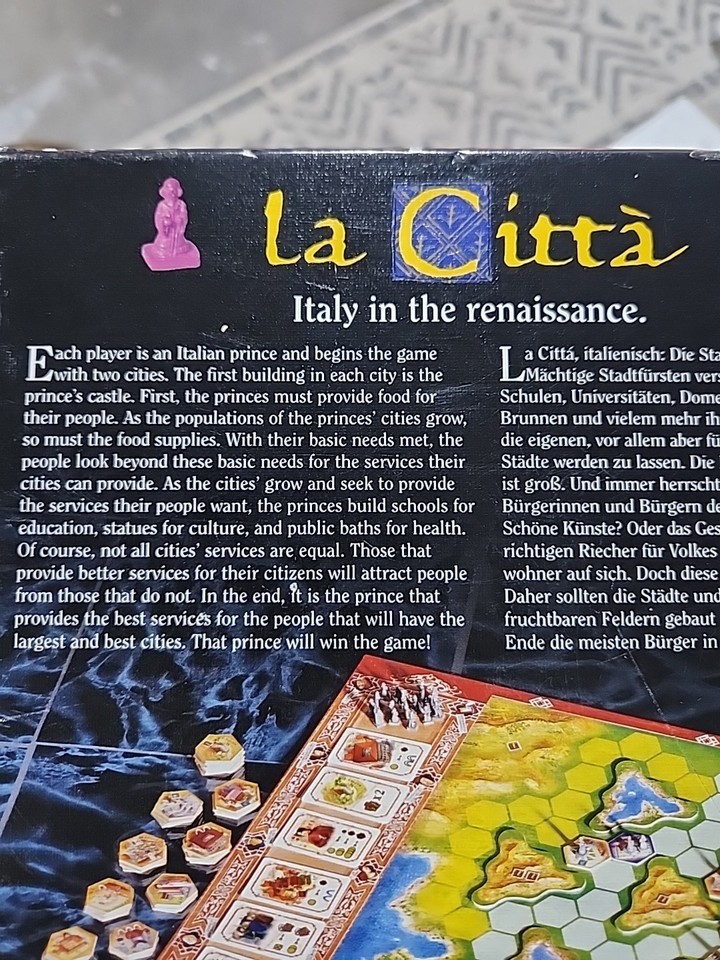 La Città
Italy in the renaissance.
Each player is an Italian prince and begins the game
with two cities. The first building in each city is the
prince's castle. First, the princes must provide food for
their people. As the populations of the princes' cities grow,
so must the food supplies. With their basic needs met, the
people look beyond these basic needs for the services their
cities can provide. As the cities' grow and seek to provide
the services their people want, the princes build schools for
education, statues for culture, and public baths for health.
Of course, not all cities' services are equal. Those that
provide better services for their citizens will attract people
from those that do not. In the end, it is the prince that
provides the best services for the people that will have the
largest and best cities. That prince will win the game!
La Cittá, italienisch: Die
Mächtige Stadtfürsten
Schulen, Universitäten,
Brunnen und vielem mehr
die eigenen, vor allem aber
Städte werden zu lassen. Die
ist groß. Und immer herrscht
Bürgerinnen und Bürgern
Schöne Künste? Oder das
richtigen Riecher für Volkes
wohner auf sich. Doch diese
Daher sollten die Städte und
fruchtbaren Feldern gebaut
Ende die meisten Bürger in
x2